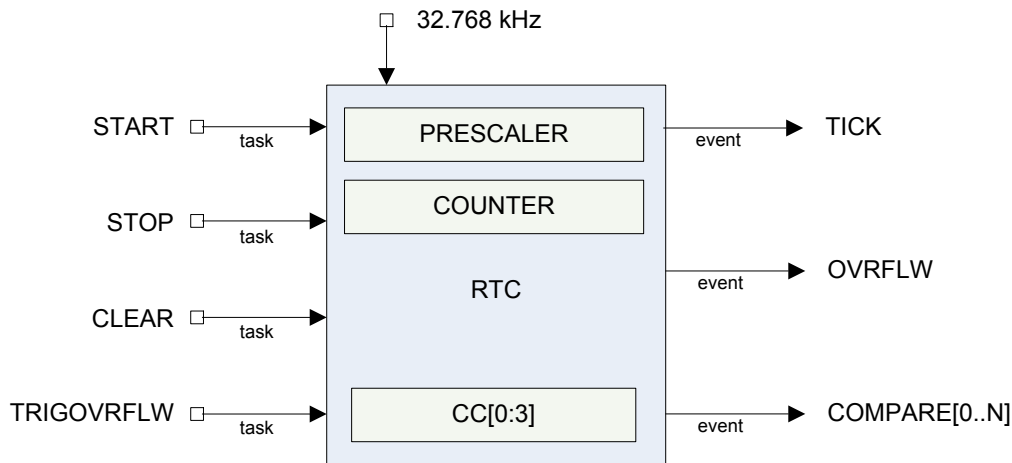 32.768 kHz
START
task
PRESCALER
event
TICK
STOP
task
COUNTER
RTC
event
OVRFLW
CLEAR
task
TRIGOVRFLW
task
CC[0:3]
event
COMPARE[0..N]